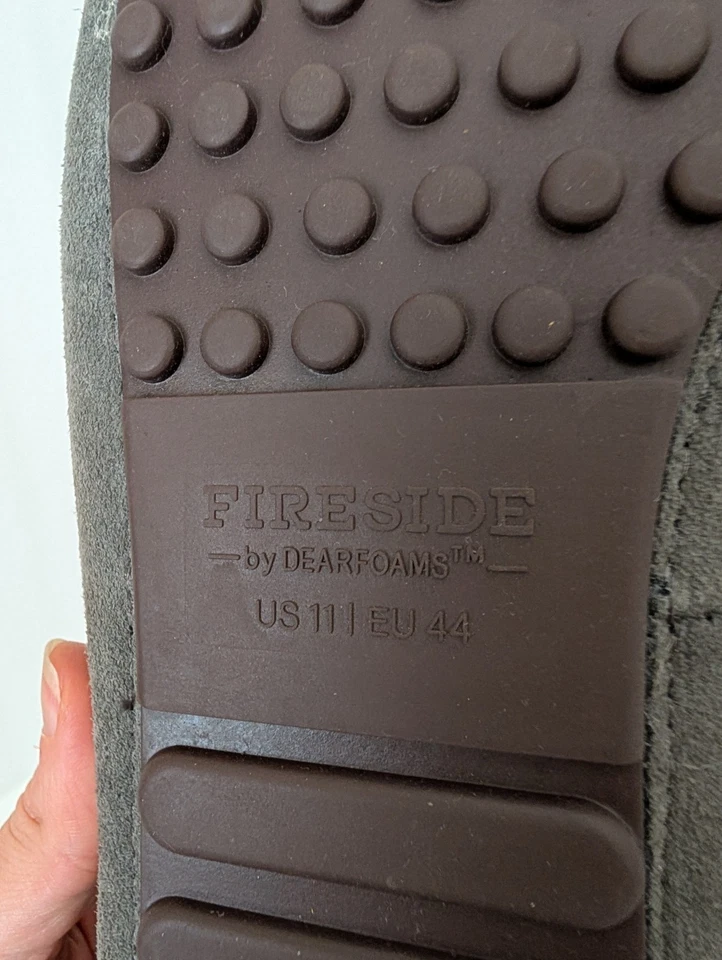 FIRESIDE
—by DEARFOAMS™—
US 11 | EU 44